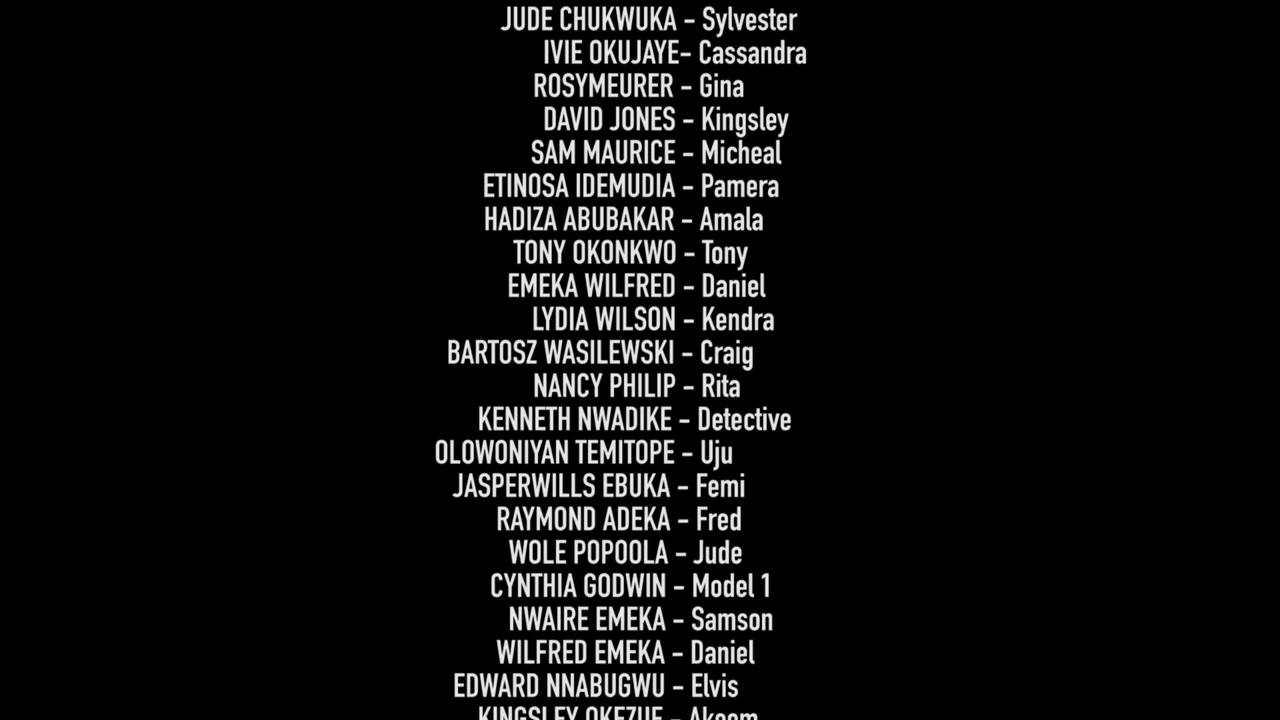 JUDE CHUKWUKA - Sylvester
IVIE OKUJAYE- Cassandra
ROSYMEURER - Gina
DAVID JONES - Kingsley
SAM MAURICE - Micheal
ETINOSA IDEMUDIA - Pamera
HADIZA ABUBAKAR - Amala
TONY OKONKWO - Tony
EMEKA WILFRED - Daniel
LYDIA WILSON - Kendra
BARTOSZ WASILEWSKI - Craig
NANCY PHILIP - Rita
KENNETH NWADIKE - Detective
OLOWONIYAN TEMITOPE - Uju
JASPERWILLS EBUKA - Femi
RAYMOND ADEKA - Fred
WOLE POPOOLA - Jude
CYNTHIA GODWIN - Model 1
NWAIRE EMEKA - Samson
WILFRED EMEKA - Daniel
EDWARD NNABUGWU - Elvis
KINGSLEY OKEZUE -